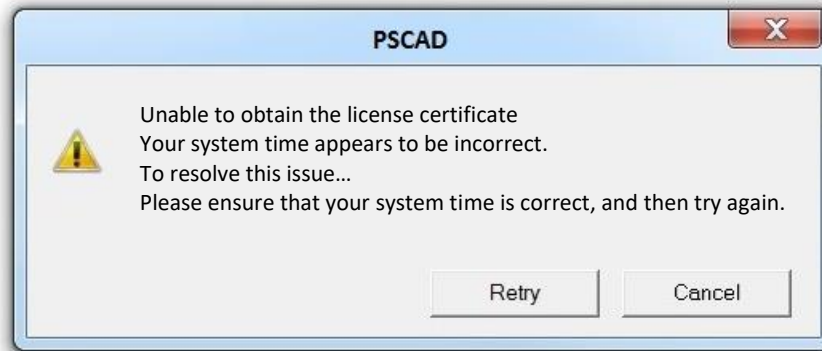 PSCAD
Unable to obtain the license certificate
Your system time appears to be incorrect.
To resolve this issue…
Please ensure that your system time is correct, and then try again.
Retry
Cancel